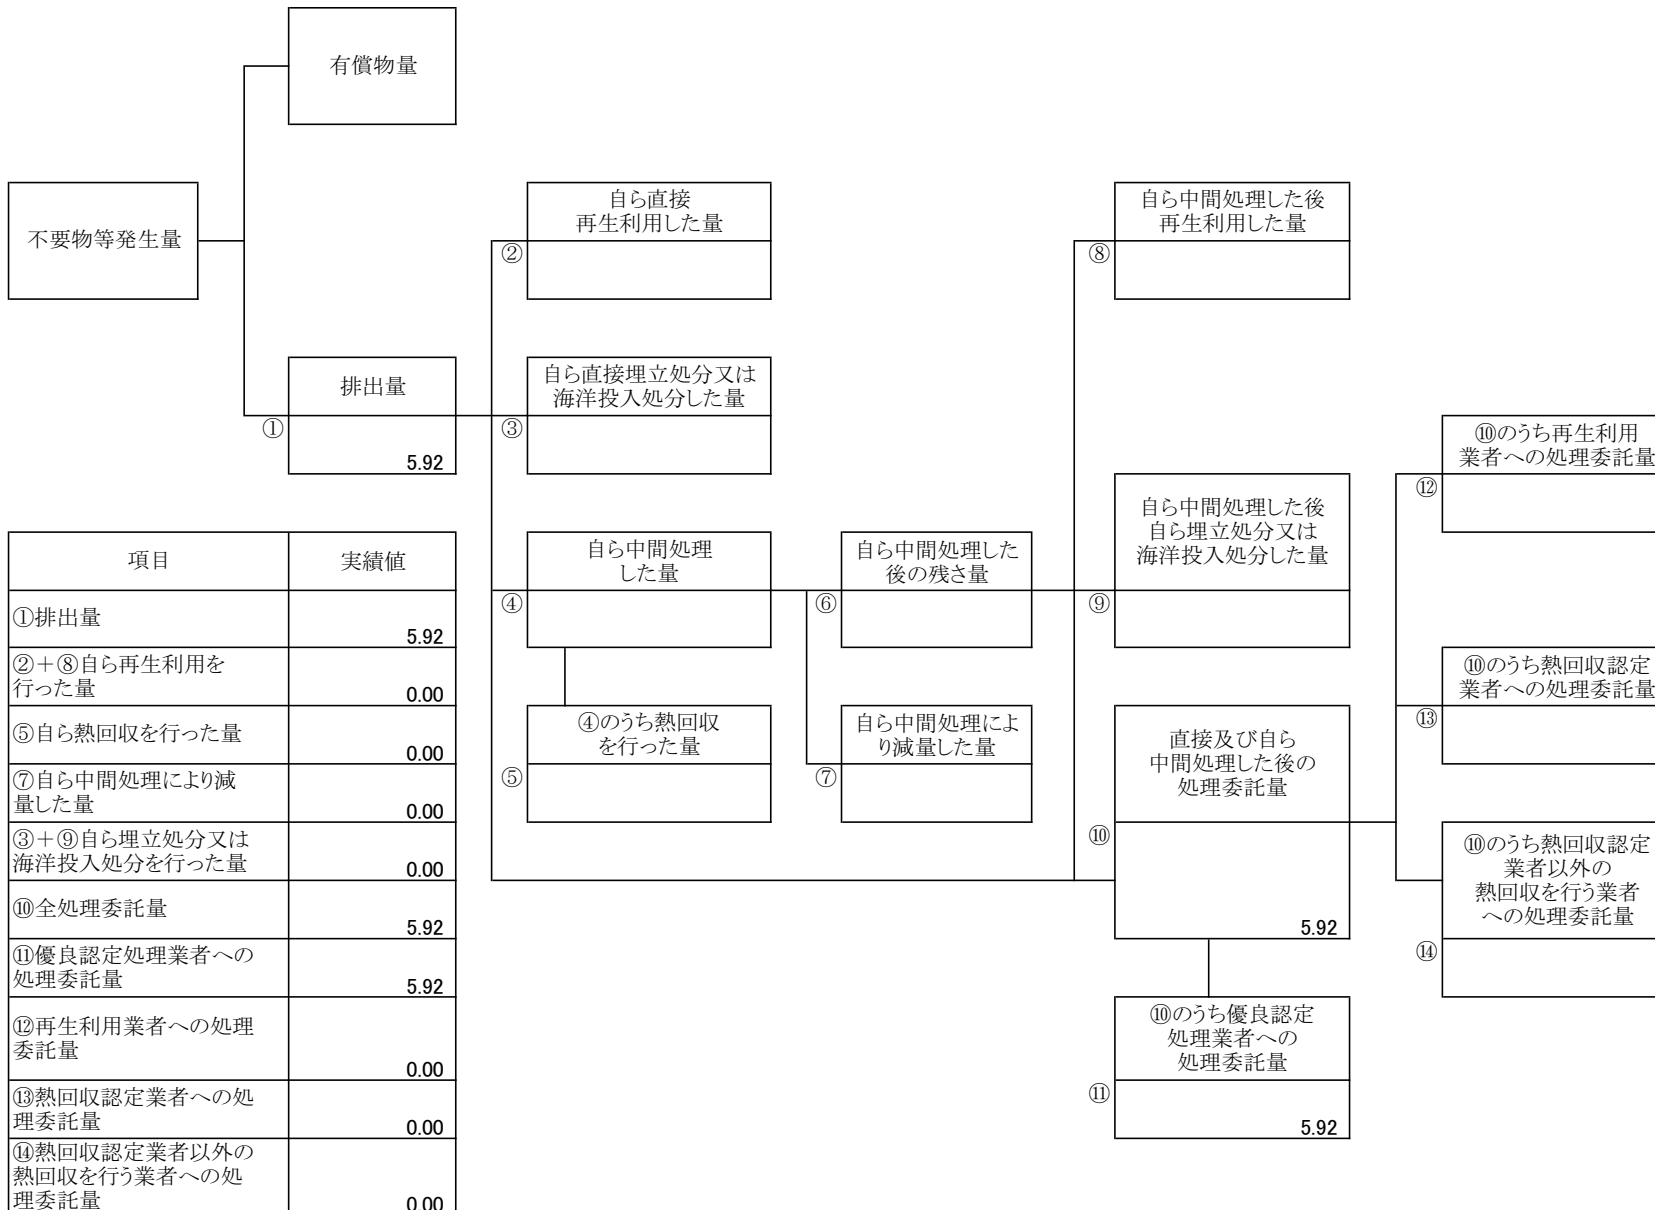 有償物量
不要物等発生量
自ら直接
再生利用した量
②
自ら中間処理した後
再生利用した量
⑧
排出量
①
5.92
自ら直接埋立処分又は
海洋投入処分した量
③
⑩のうち再生利用
業者への処理委託量
⑫
自ら中間処理した後
自ら埋立処分又は
海洋投入処分した量
⑨
自ら中間処理
した量
④
自ら中間処理した
後の残さ量
⑥
⑩のうち熱回収認定
業者への処理委託量
⑬
④のうち熱回収
を行った量
⑤
自ら中間処理によ
り減量した量
⑦
直接及び自ら
中間処理した後の
処理委託量
⑩
5.92
⑩のうち熱回収認定
業者以外の
熱回収を行う業者
への処理委託量
⑭
⑩のうち優良認定
処理業者への
処理委託量
⑪
5.92
項目 実績値
①排出量
5.92
②＋⑧自ら再生利用を
行った量
0.00
⑤自ら熱回収を行った量
0.00
⑦自ら中間処理により減
量した量
0.00
③＋⑨自ら埋立処分又は
海洋投入処分を行った量
0.00
⑩全処理委託量
5.92
⑪優良認定処理業者への
処理委託量
5.92
⑫再生利用業者への処理
委託量
0.00
⑬熱回収認定業者への処
理委託量
0.00
⑭熱回収認定業者以外の
熱回収を行う業者への処
理委託量
0.00